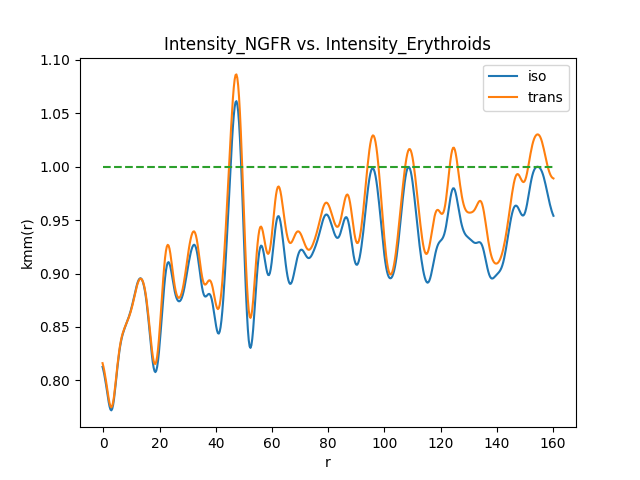 Intensity_NGFR vs. Intensity_Erythroids
1.10
1.05
1.00
0.95
0.90
0.85
0.80
kmm(r)
iso
trans
0 20 40 60 80 100 120 140 160
r